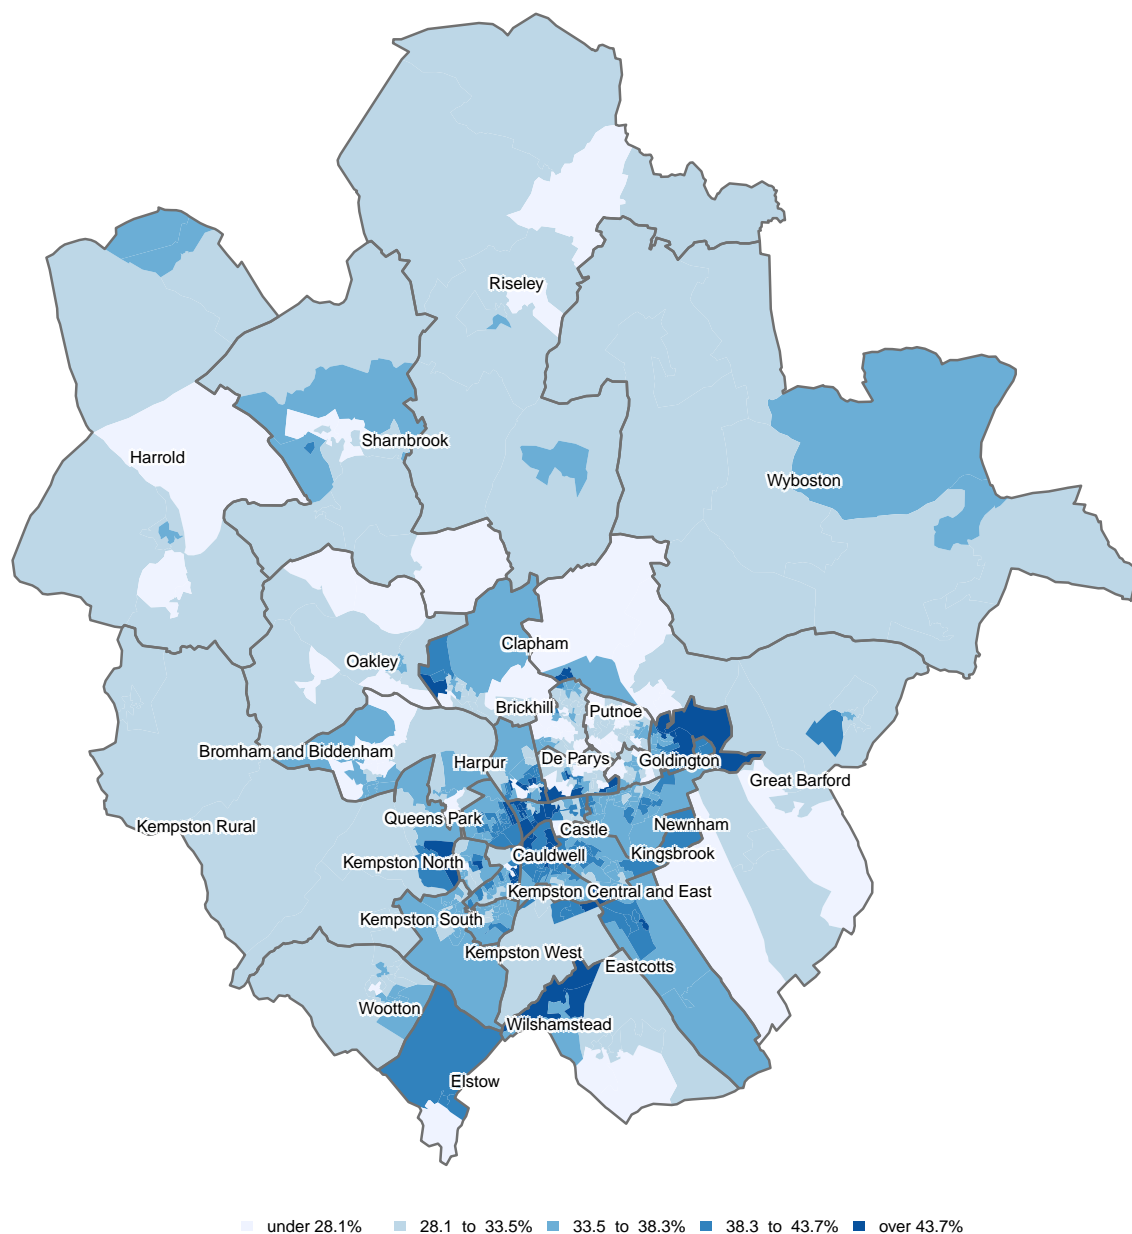 Riseley
Sharnbrook
Harrold
Wyboston
Clapham
Oakley
Brickhill
Putnoe
Bromham and Biddenham
Harpur
De Parys
Goldington
Great Barford
Queens Park
Kempston Rural
Castle
Newnham
Kempston North
Cauldwell
Kingsbrook
Kempston Central and East
Kempston South
Kempston West
Eastcotts
Wootton
Wilshamstead
Elstow
under 28.1%
28.1 to 33.5%
33.5 to 38.3%
38.3 to 43.7%
over 43.7%